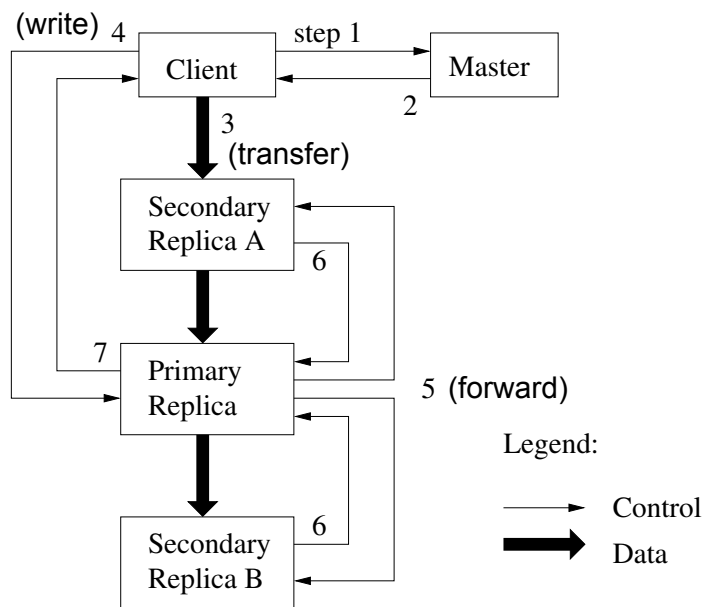 (write) 4
step 1
Client
Master
2
3
(transfer)
Secondary
Replica A
6
7
Primary
Replica
5 (forward)
Legend:
Control
6
Secondary
Replica B
Data